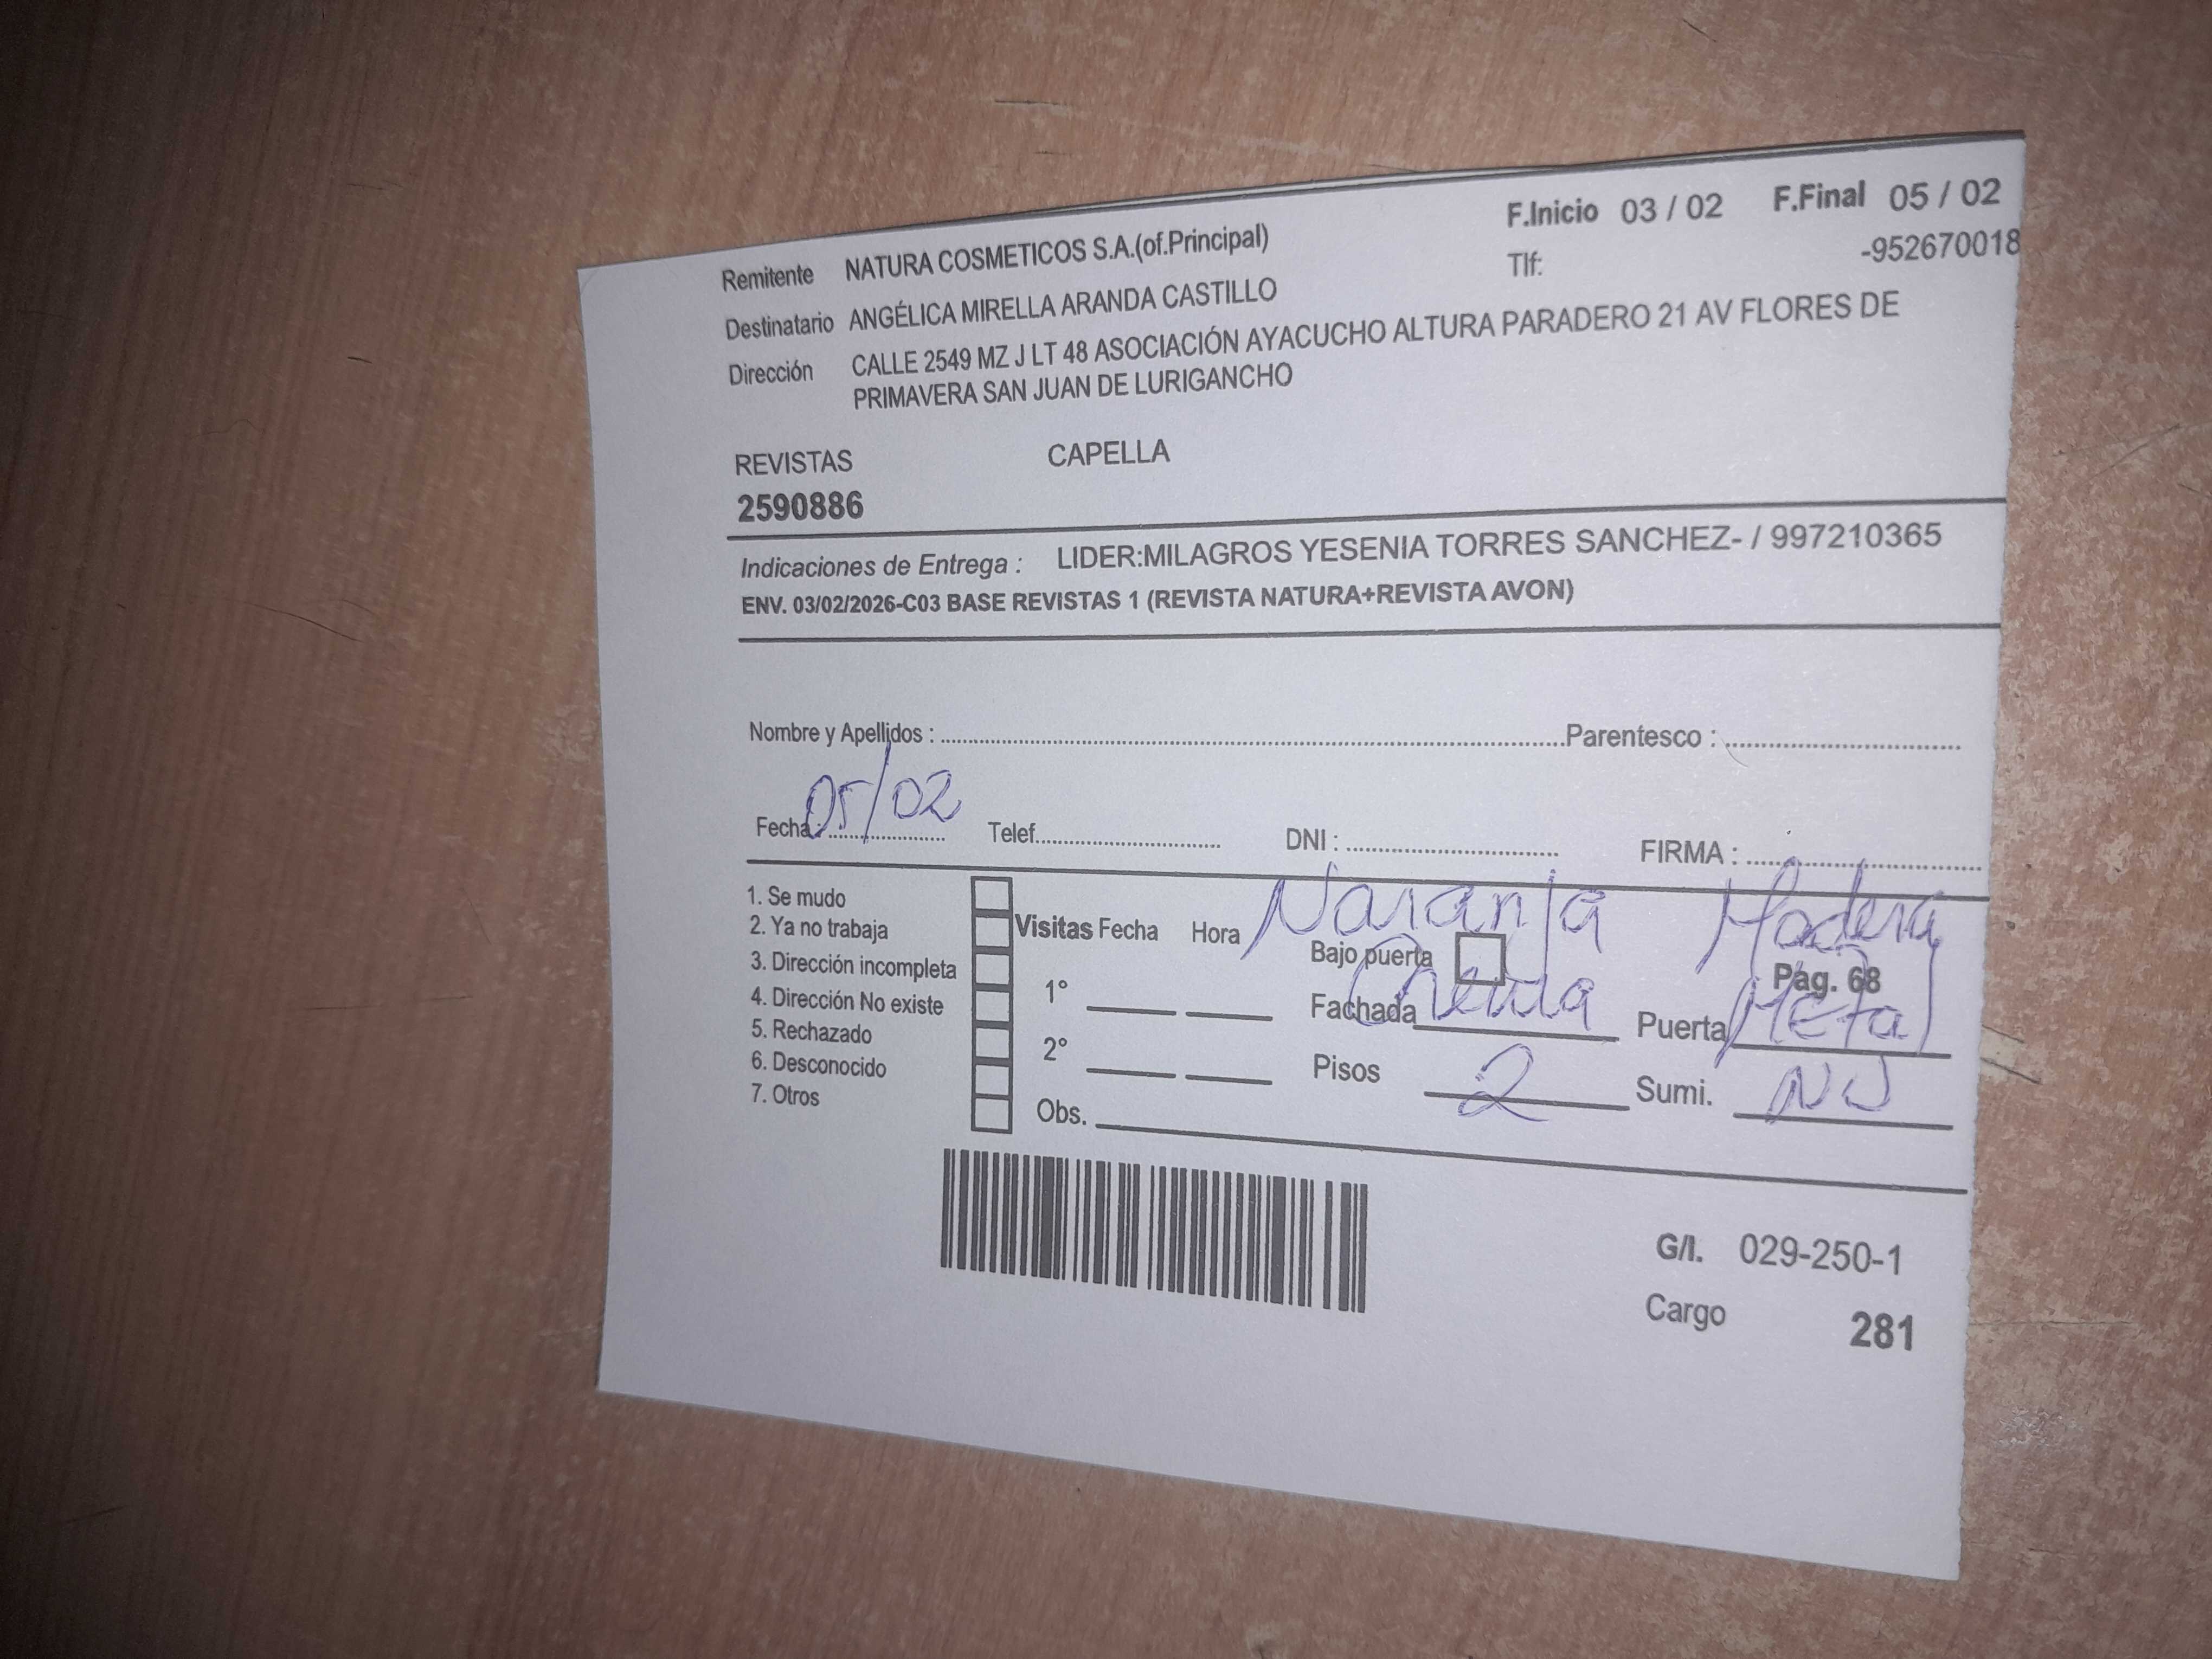 F.Inicio 03 / 02 F.Final 05 / 02
Remitente NATURA COSMETICOS S.A.(of.Principal) Tlf: -952670018
Destinatario ANGÉLICA MIRELLA ARANDA CASTILLO
Dirección CALLE 2549 MZ J LT 48 ASOCIACIÓN AYACUCHO ALTURA PARADERO 21 AV FLORES DE
PRIMAVERA SAN JUAN DE LURIGANCHO
REVISTAS CAPELLA
2590886
Indicaciones de Entrega : LIDER:MILAGROS YESENIA TORRES SANCHEZ- / 997210365
ENV. 03/02/2026-C03 BASE REVISTAS 1 (REVISTA NATURA+REVISTA AVON)
Nombre y Apellidos : Parentesco :
Fecha : 05/02 Telef. DNI : FIRMA :
1. Se mudo
2. Ya no trabaja
3. Dirección incompleta
4. Dirección No existe
5. Rechazado
6. Desconocido
7. Otros
Visitas Fecha Hora
1°
2°
Obs.
Naranja Madera
Bajo puerta Pag. 68
Fachada Puerta Metal
Pisos 2 Sumi. NJ
G/I. 029-250-1
Cargo 281